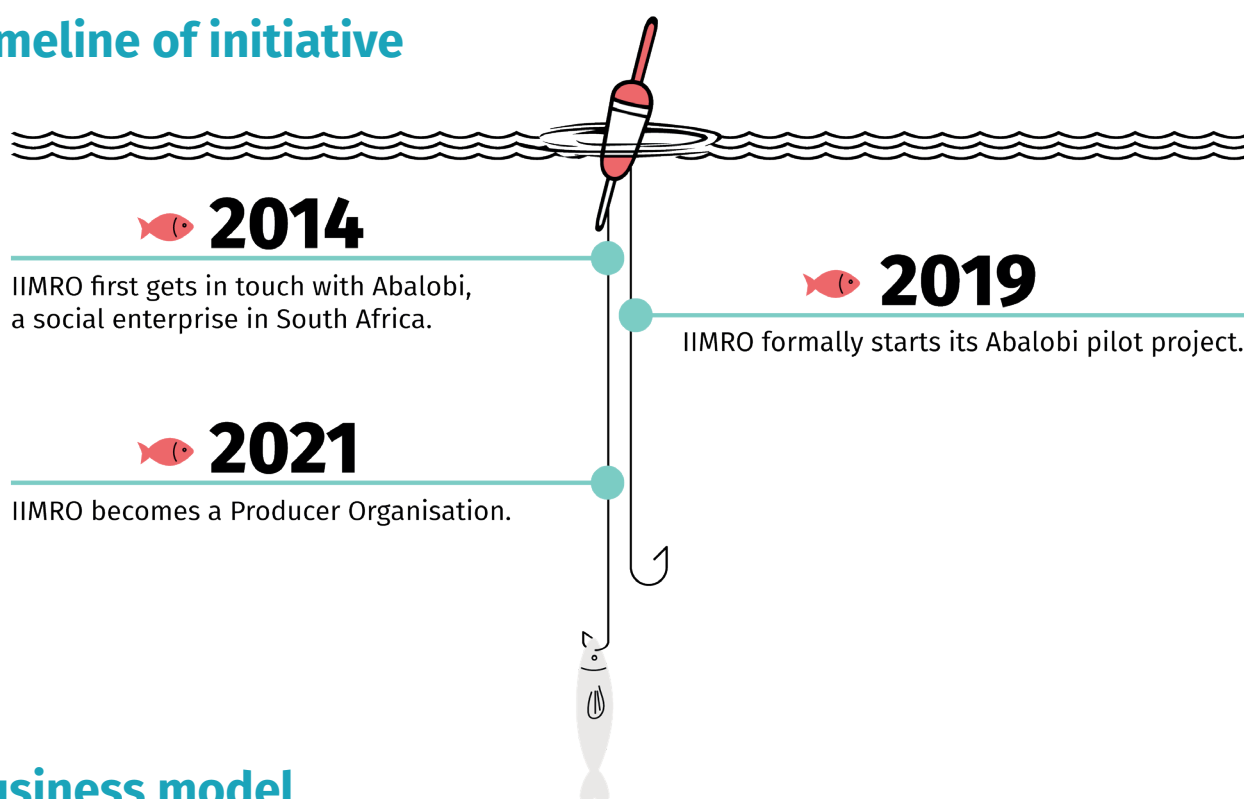 meline of initiative
2014
IIMRO first gets in touch with Abalobi,
a social enterprise in South Africa.
2019
IIMRO formally starts its Abalobi pilot project.
2021
IIMRO becomes a Producer Organisation.
usiness model